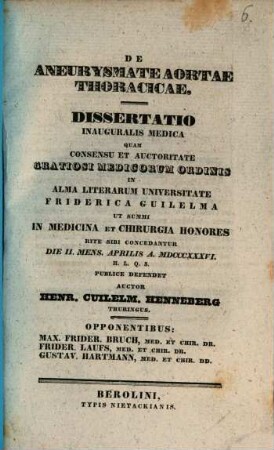 6.
DE
ANEURYSMATE AORTAE
THORACICAE.
DISSERTATIO
INAUGURALIS MEDICA
QUAM
CONSENSU ET AUCTORITATE
GRATIOSI MEDICORUM ORDINIS
IN
ALMA LITERARUM UNIVERSITATE
FRIDERICA GUILELMA
UT SUMMI
IN MEDICINA ET CHIRURGIA HONORES
RITE SIBI CONCEDANTUR
DIE 11. MENS. APRILIS A. MDCCCXXXVI.
H. L. Q. S.
PUBLICE DEFENDET
AUCTOR
HENR. CUILELM. HENNEBERG
THURINGUS.
OPPONENTIBUS:
MAX. FRIDER. BRUCH, MED. ET CHIR. DR.
FRIDER. LAUFS, MED. ET CHIR. DR.
GUSTAV. HARTMANN, MED. ET CHIR. DD.
BEROLINI,
TYPIS NIETACKIANIS.